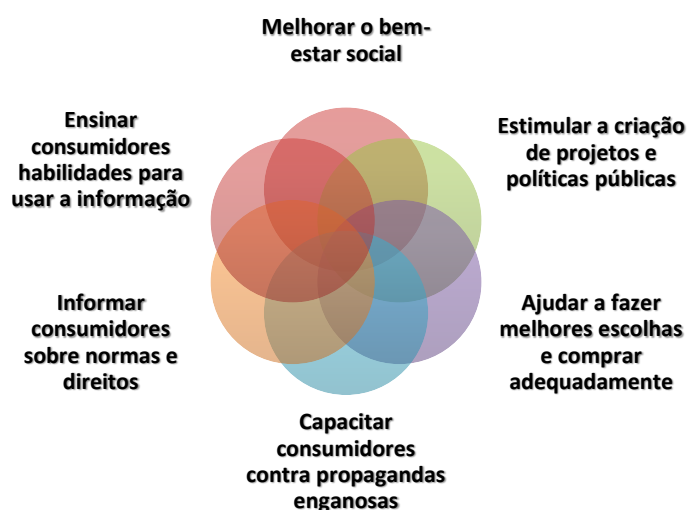 Melhorar o bem-
estar social
Estimular a criação
de projetos e
políticas públicas
Ajudar a fazer
melhores escolhas
e comprar
adequadamente
Capacitar
consumidores
contra propagandas
enganosas
Informar
consumidores
sobre normas e
direitos
Ensinar
consumidores
habilidades para
usar a informação